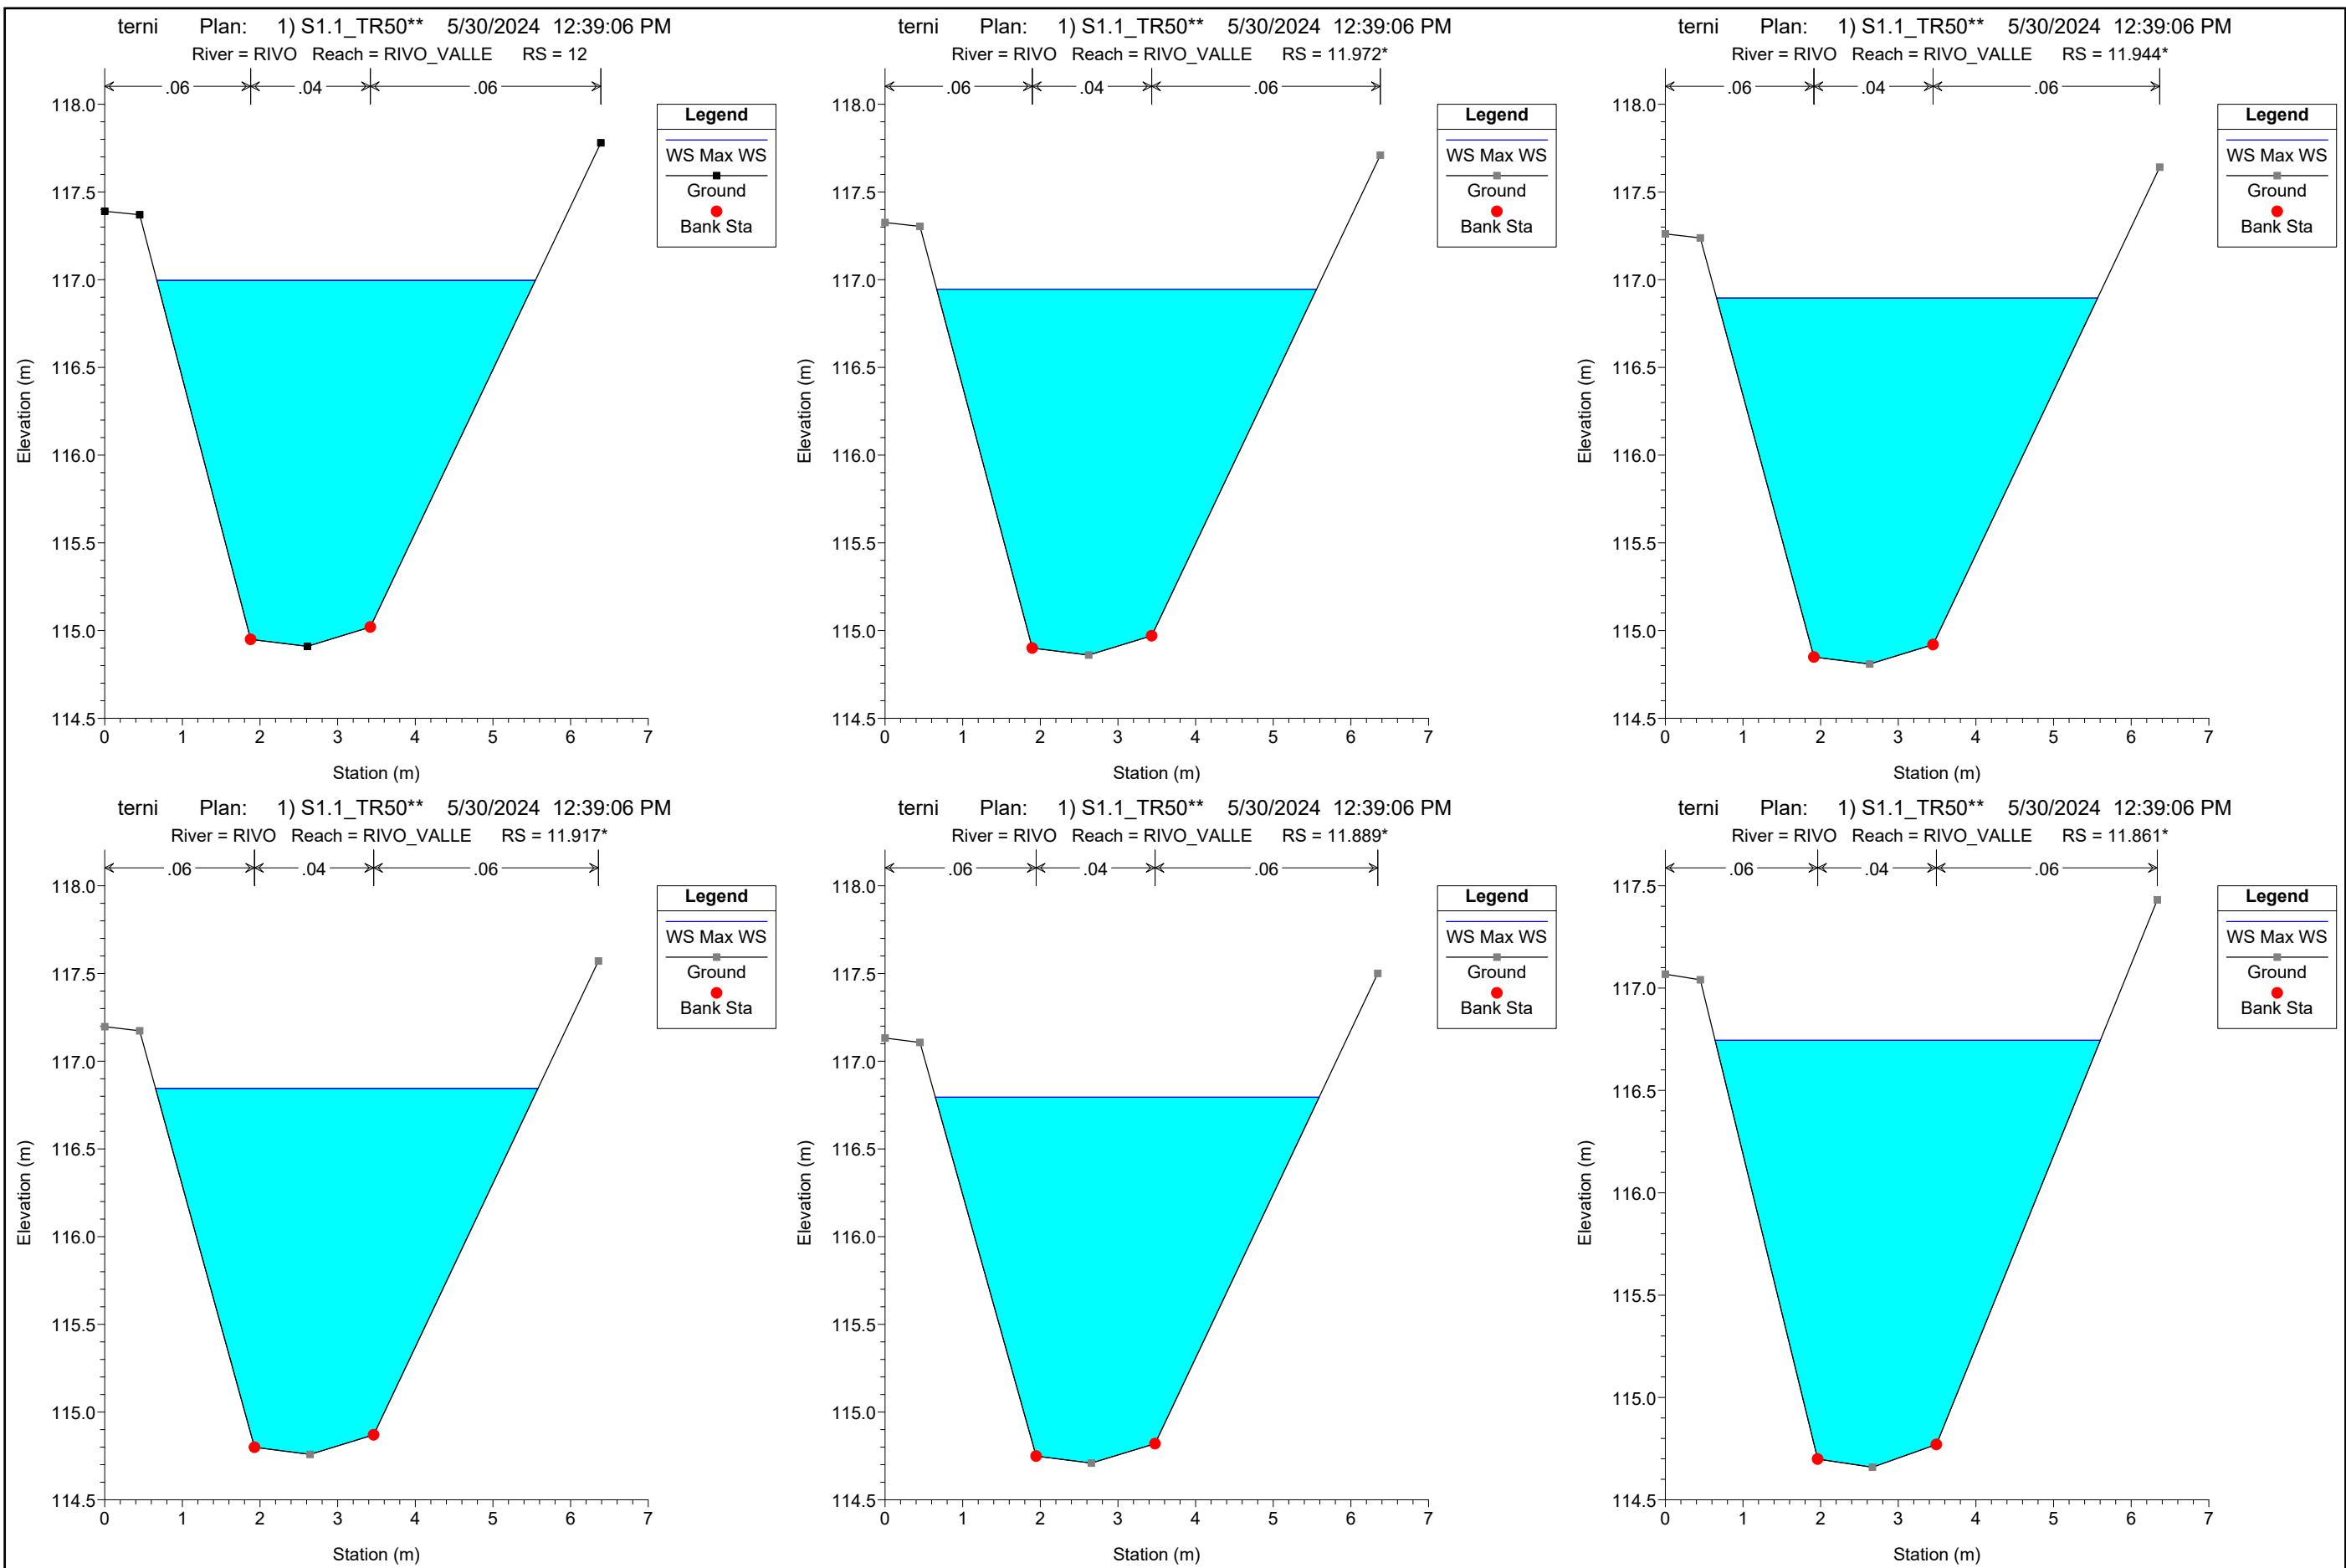 terni Plan: 1) S1.1_TR50** 5/30/2024 12:39:06 PM
River = RIVO Reach = RIVO_VALLE RS = 12
.06 .04 .06
Legend
WS Max WS
Ground
Bank Sta
118.0
117.5
117.0
116.5
116.0
115.5
115.0
114.5
Elevation (m)
0 1 2 3 4 5 6 7
Station (m)
terni Plan: 1) S1.1_TR50** 5/30/2024 12:39:06 PM
River = RIVO Reach = RIVO_VALLE RS = 11.972*
.06 .04 .06
Legend
WS Max WS
Ground
Bank Sta
118.0
117.5
117.0
116.5
116.0
115.5
115.0
114.5
Elevation (m)
0 1 2 3 4 5 6 7
Station (m)
terni Plan: 1) S1.1_TR50** 5/30/2024 12:39:06 PM
River = RIVO Reach = RIVO_VALLE RS = 11.944*
.06 .04 .06
Legend
WS Max WS
Ground
Bank Sta
118.0
117.5
117.0
116.5
116.0
115.5
115.0
114.5
Elevation (m)
0 1 2 3 4 5 6 7
Station (m)
terni Plan: 1) S1.1_TR50** 5/30/2024 12:39:06 PM
River = RIVO Reach = RIVO_VALLE RS = 11.917*
.06 .04 .06
Legend
WS Max WS
Ground
Bank Sta
118.0
117.5
117.0
116.5
116.0
115.5
115.0
114.5
Elevation (m)
0 1 2 3 4 5 6 7
Station (m)
terni Plan: 1) S1.1_TR50** 5/30/2024 12:39:06 PM
River = RIVO Reach = RIVO_VALLE RS = 11.889*
.06 .04 .06
Legend
WS Max WS
Ground
Bank Sta
118.0
117.5
117.0
116.5
116.0
115.5
115.0
114.5
Elevation (m)
0 1 2 3 4 5 6 7
Station (m)
terni Plan: 1) S1.1_TR50** 5/30/2024 12:39:06 PM
River = RIVO Reach = RIVO_VALLE RS = 11.861*
.06 .04 .06
Legend
WS Max WS
Ground
Bank Sta
117.5
117.0
116.5
116.0
115.5
115.0
114.5
Elevation (m)
0 1 2 3 4 5 6 7
Station (m)